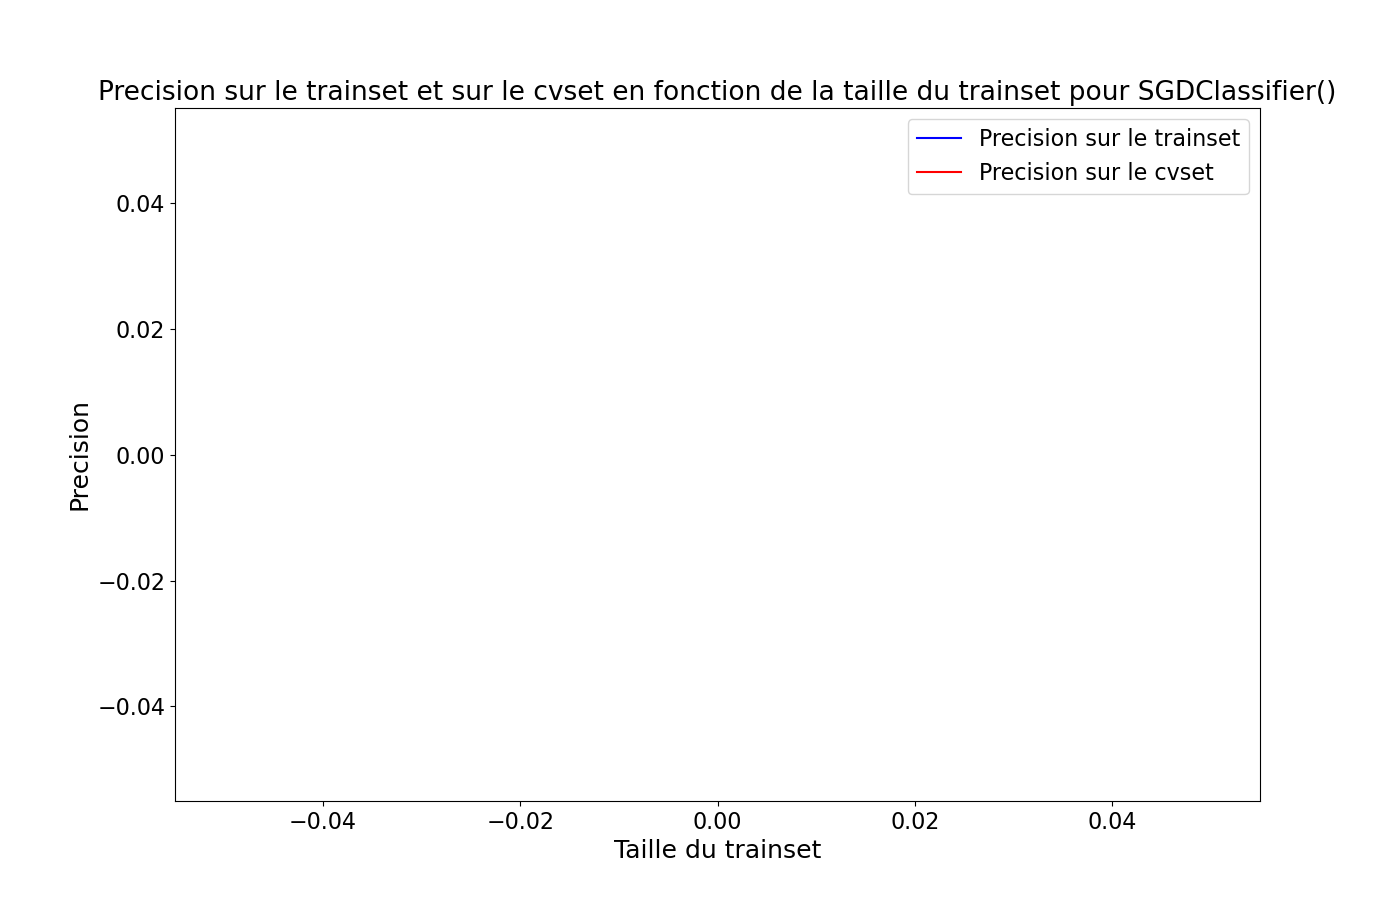 Precision sur le trainset et sur le cvset en fonction de la taille du trainset pour SGDClassifier()
Precision sur le trainset
Precision sur le cvset
0.04
0.02
0.00
−0.02
−0.04
Precision
−0.04
−0.02
0.00
0.02
0.04
Taille du trainset